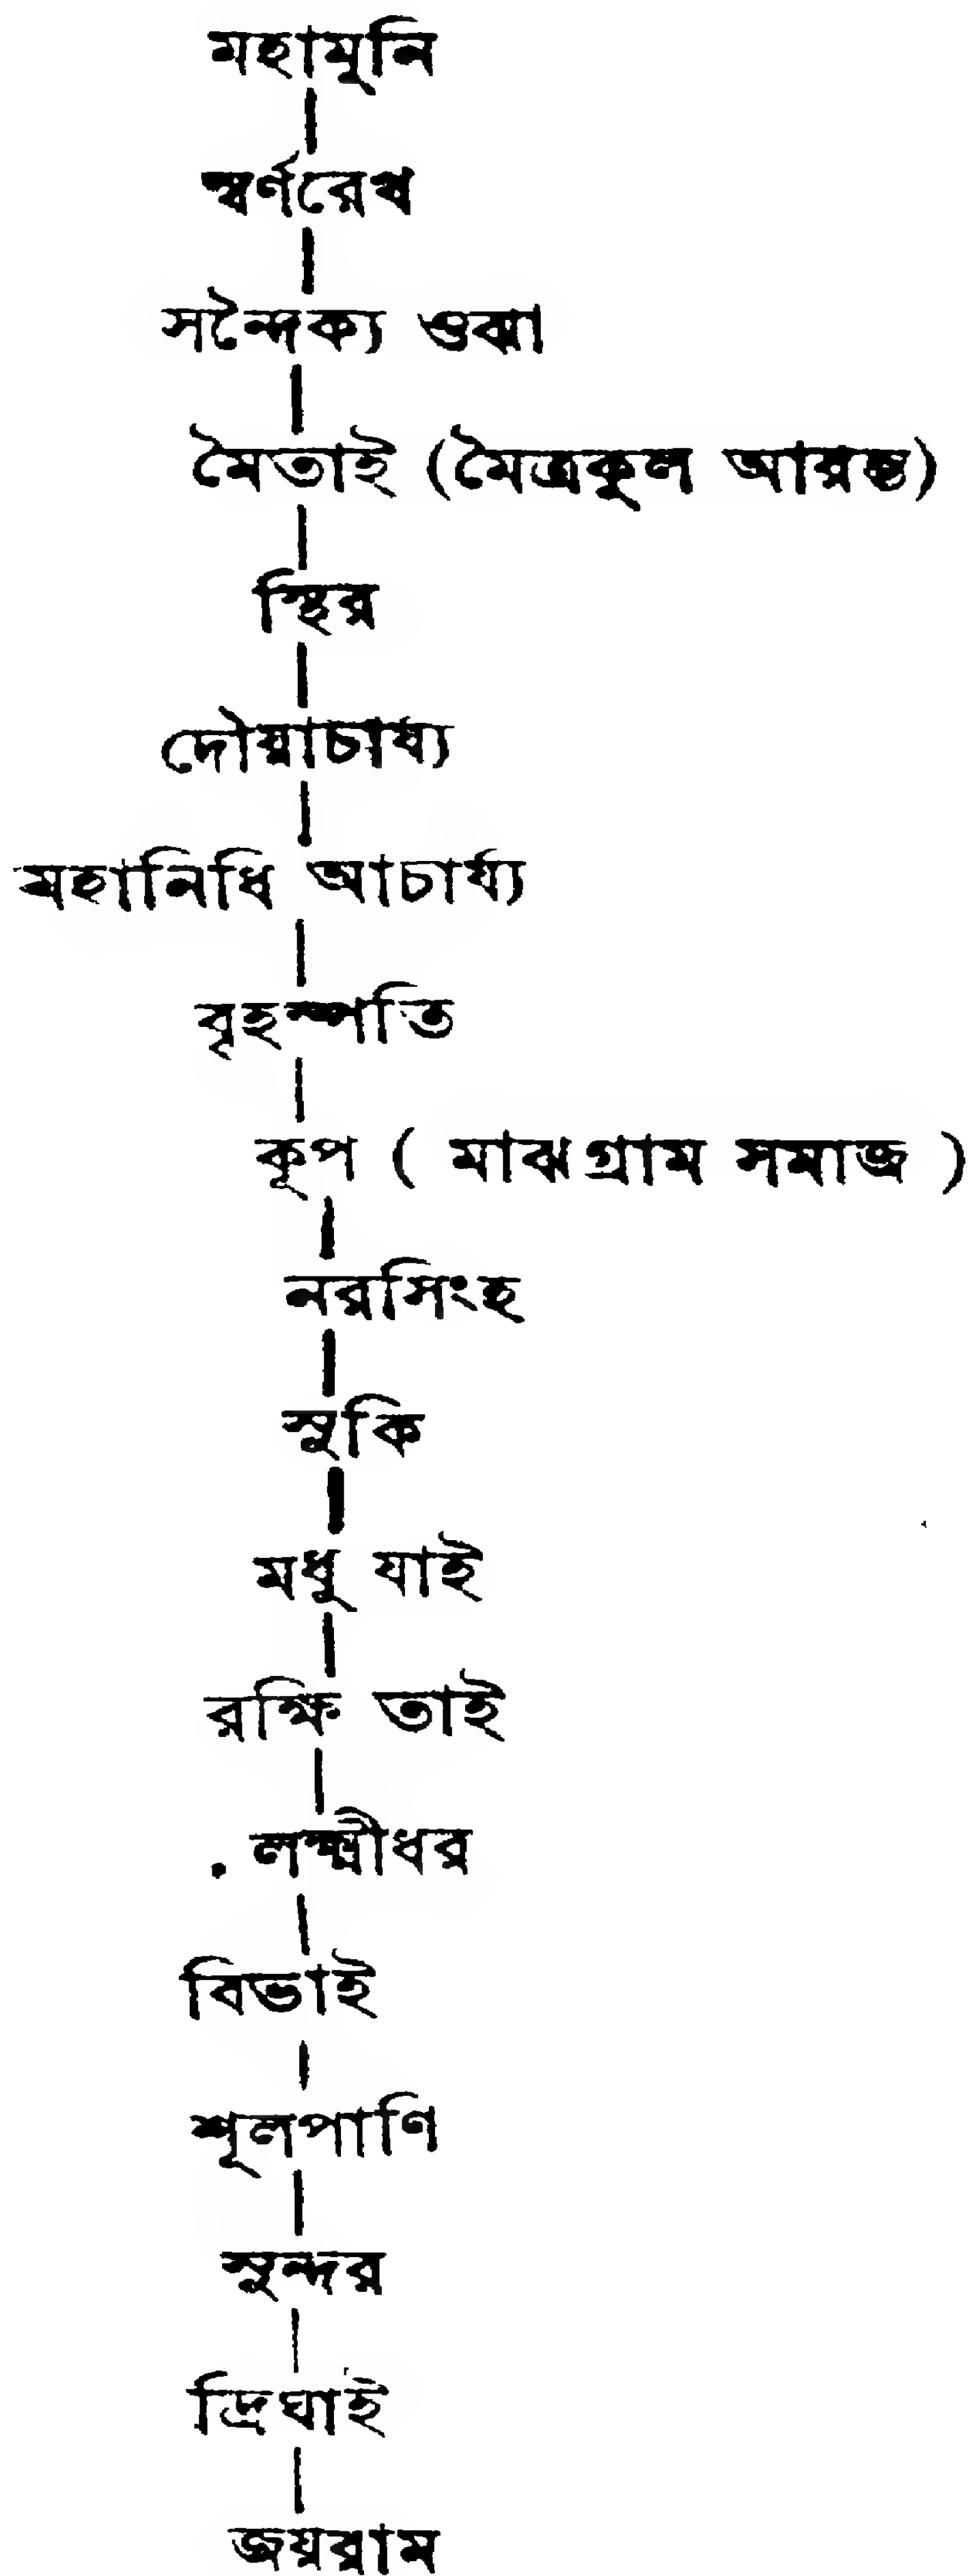 মহামুনি
স্বর্ণরেখ
সন্দৈক্য ওঝা
মৈতাই (মৈত্রকুল আরম্ভ)
স্থির
দৌয়াচার্য্য
মহানিধি আচার্য্য
বৃহস্পতি
কূপ ( মাঝগ্রাম সমাজ )
নরসিংহ
সুকি
মধু যাই
রক্ষি তাই
লক্ষ্মীধর
বিভাই
শূলপাণি
সুন্দর
দ্রিঘাই
জয়রাম